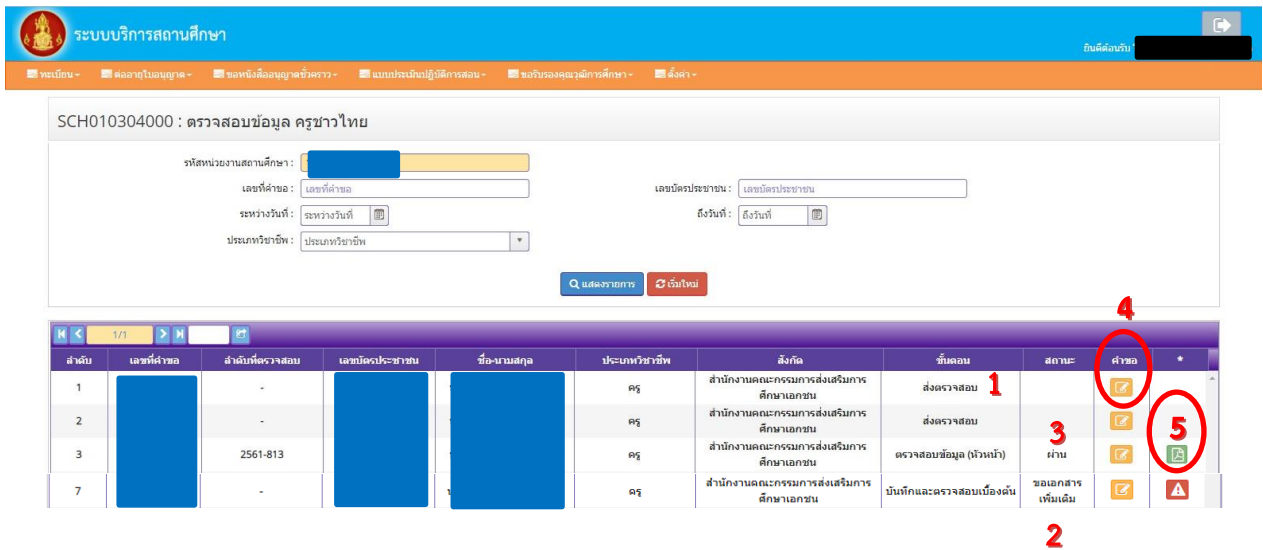 ระบบบริการสถานศึกษา
ยินดีต้อนรับ
ทะเบียน
ต่ออายุใบอนุญาต
ขอหนังสืออนุญาตชั่วคราว
แบบประเมินปฏิบัติการสอน
ขอรับรองคุณวุฒิการศึกษา
ตั้งค่า
SCH010304000 : ตรวจสอบข้อมูล ครูชาวไทย
รหัสหน่วยงานสถานศึกษา :
เลขที่คำขอ : เลขที่คำขอ
เลขบัตรประชาชน : เลขบัตรประชาชน
ระหว่างวันที่ : ระหว่างวันที่
ถึงวันที่ : ถึงวันที่
ประเภทวิชาชีพ : ประเภทวิชาชีพ
แสดงรายการ เริ่มใหม่
4
1/1
ลำดับ เลขที่คำขอ ลำดับที่ตรวจสอบ เลขบัตรประชาชน ชื่อ-นามสกุล ประเภทวิชาชีพ สังกัด ขั้นตอน สถานะ คำขอ *
1 - ครู สำนักงานคณะกรรมการส่งเสริมการ
ศึกษาเอกชน ส่งตรวจสอบ 1
2 - ครู สำนักงานคณะกรรมการส่งเสริมการ
ศึกษาเอกชน ส่งตรวจสอบ
3 5
3 2561-813 ครู สำนักงานคณะกรรมการส่งเสริมการ
ศึกษาเอกชน ตรวจสอบข้อมูล (หัวหน้า) ผ่าน
7 - ครู สำนักงานคณะกรรมการส่งเสริมการ
ศึกษาเอกชน บันทึกและตรวจสอบเบื้องต้น ขอเอกสาร
เพิ่มเติม
2